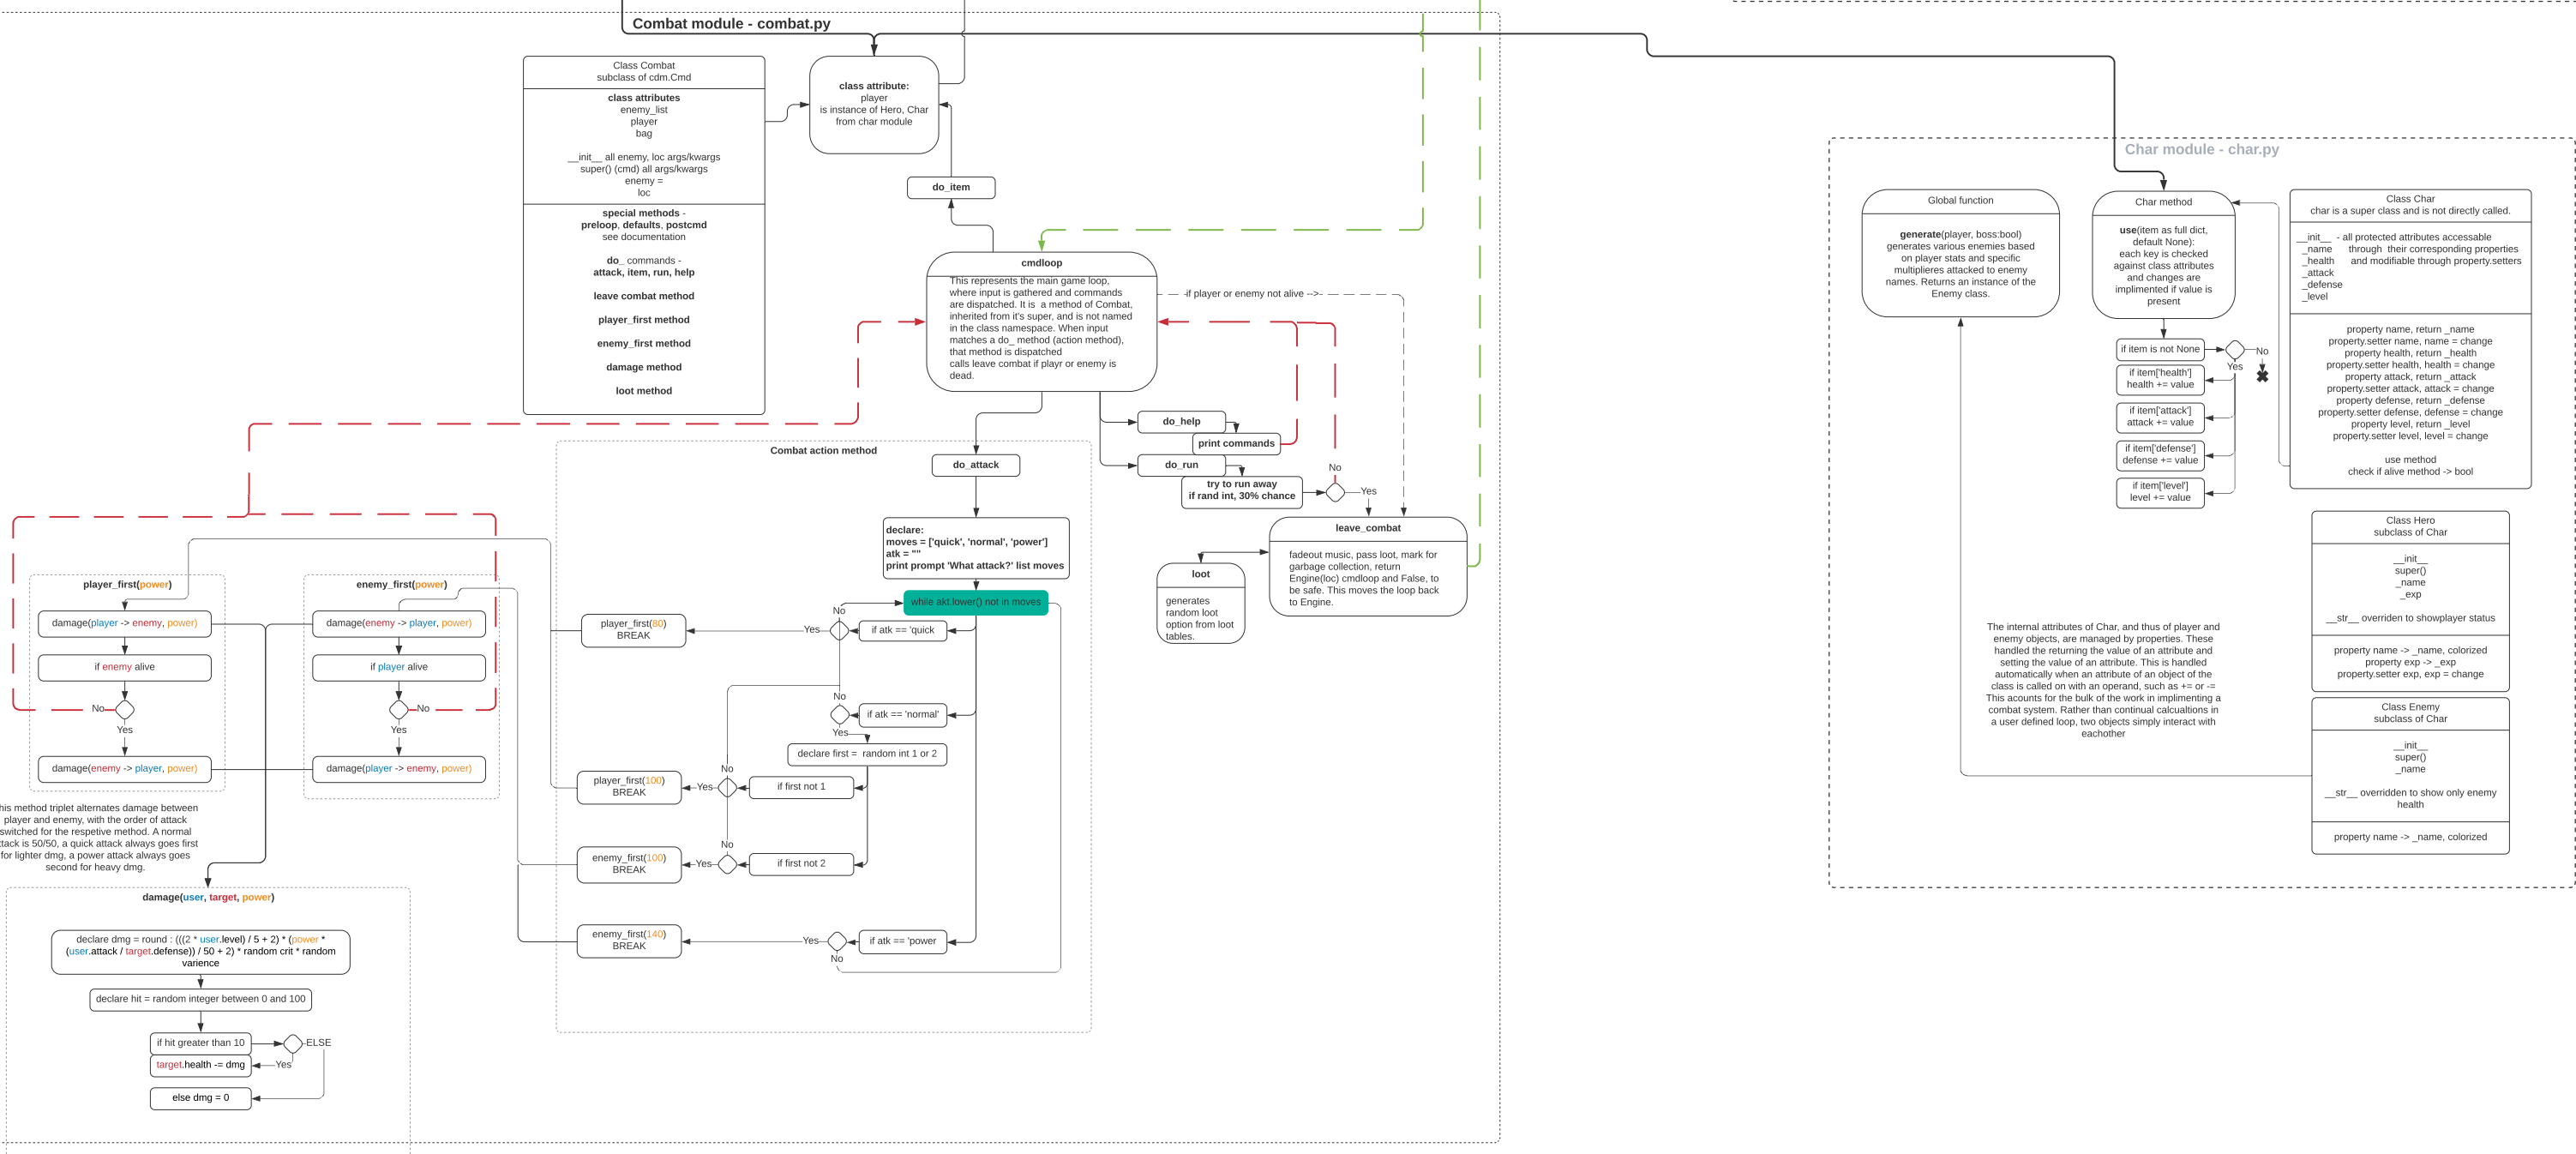 Combat module - combat.py
Class Combat
subclass of cdm.Cmd
class attributes
enemy_list
player
bag
__init__ all enemy, loc args/kwargs
super() (cmd) all args/kwargs
enemy =
loc
special methods -
preloop, defaults, postcmd
see documentation
do_ commands -
attack, item, run, help
leave combat method
player_first method
enemy_first method
damage method
loot method
class attribute:
player
is instance of Hero, Char
from char module
do_item
cmdloop
This represents the main game loop,
where input is gathered and commands
are dispatched. It is  a method of Combat,
inherited from it's super, and is not named
in the class namespace. When input
matches a do_ method (action method),
that method is dispatched
calls leave combat if playr or enemy is
dead.
-if player or enemy not alive -->-
do_help
print commands
do_run
try to run away
if rand int, 30% chance
No
Yes
leave_combat
fadeout music, pass loot, mark for
garbage collection, return
Engine(loc) cmdloop and False, to
be safe. This moves the loop back
to Engine.
loot
generates
random loot
option from loot
tables.
Combat action method
do_attack
declare:
moves = ['quick', 'normal', 'power']
atk = ""
print prompt 'What attack?' list moves
while akt.lower() not in moves
No
if atk == 'quick
Yes
player_first(80)
BREAK
No
if atk == 'normal'
Yes
declare first =  random int 1 or 2
No
if first not 1
Yes
player_first(100)
BREAK
No
if first not 2
Yes
enemy_first(100)
BREAK
if atk == 'power
Yes
No
enemy_first(140)
BREAK
player_first(power)
damage(player -> enemy, power)
if enemy alive
No
Yes
damage(enemy -> player, power)
enemy_first(power)
damage(enemy -> player, power)
if player alive
No
Yes
damage(player -> enemy, power)
his method triplet alternates damage between
player and enemy, with the order of attack
switched for the respetive method. A normal
ttack is 50/50, a quick attack always goes first
for lighter dmg, a power attack always goes
second for heavy dmg.
damage(user, target, power)
declare dmg = round : (((2 * user.level) / 5 + 2) * (power *
(user.attack / target.defense)) / 50 + 2) * random crit * random
varience
declare hit = random integer between 0 and 100
if hit greater than 10
ELSE
Yes
target.health -= dmg
else dmg = 0
Char module - char.py
Global function
generate(player, boss:bool)
generates various enemies based
on player stats and specific
multiplieres attacked to enemy
names. Returns an instance of the
Enemy class.
Char method
use(item as full dict,
default None):
each key is checked
against class attributes
and changes are
implimented if value is
present
if item is not None
No
Yes
if item['health']
health += value
if item['attack']
attack += value
if item['defense']
defense += value
if item['level']
level += value
Class Char
char is a super class and is not directly called.
__init__  - all protected attributes accessable
_name      through  their corresponding properties
_health      and modifiable through property.setters
_attack
_defense
_level
property name, return _name
property.setter name, name = change
property health, return _health
property.setter health, health = change
property attack, return _attack
property.setter attack, attack = change
property defense, return _defense
property.setter defense, defense = change
property level, return _level
property.setter level, level = change
use method
check if alive method -> bool
Class Hero
subclass of Char
__init__
super()
_name
_exp
__str__ overriden to showplayer status
property name -> _name, colorized
property exp -> _exp
property.setter exp, exp = change
Class Enemy
subclass of Char
__init__
super()
_name
__str__ overridden to show only enemy
health
property name -> _name, colorized
The internal attributes of Char, and thus of player and
enemy objects, are managed by properties. These
handled the returning the value of an attribute and
setting the value of an attribute. This is handled
automatically when an attribute of an object of the
class is called on with an operand, such as += or -=
This acounts for the bulk of the work in implimenting a
combat system. Rather than continual calcualtions in
a user defined loop, two objects simply interact with
eachother